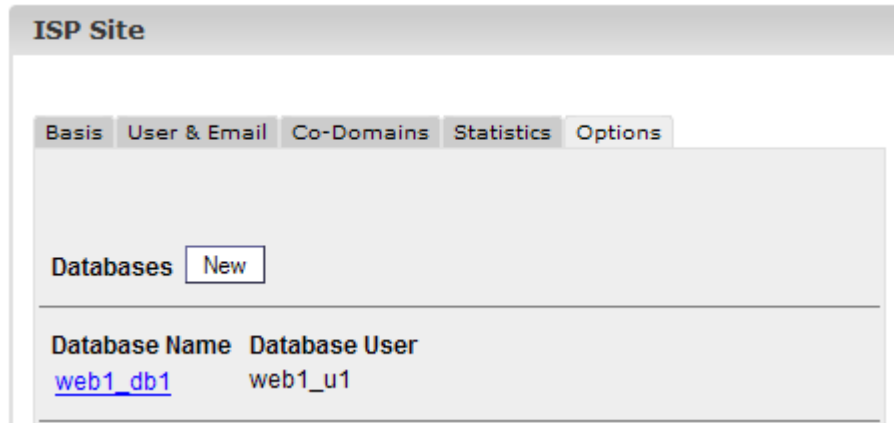 ISP Site
Basis User & Email Co-Domains Statistics Options
Databases New
Database Name Database User
web1_db1 web1_u1